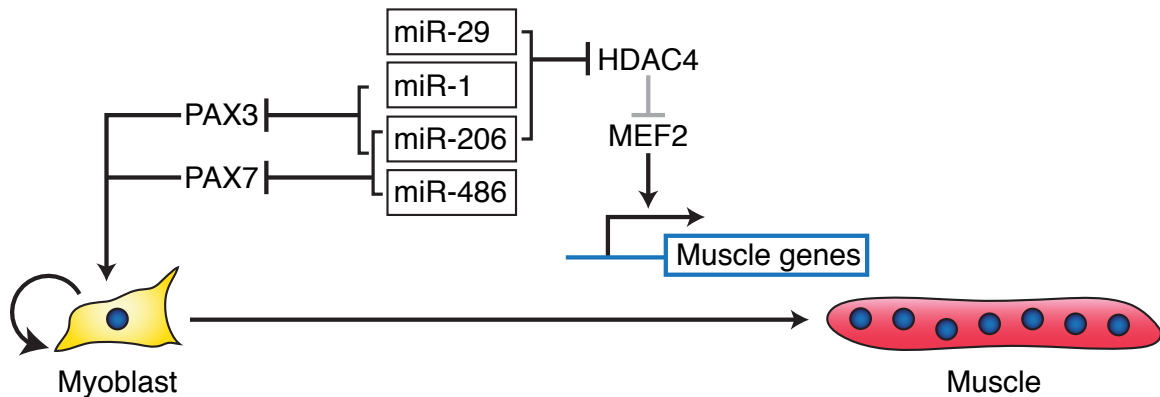 miR-29
miR-1
miR-206
miR-486
PAX3
PAX7
HDAC4
MEF2
Muscle genes
Myoblast
Muscle